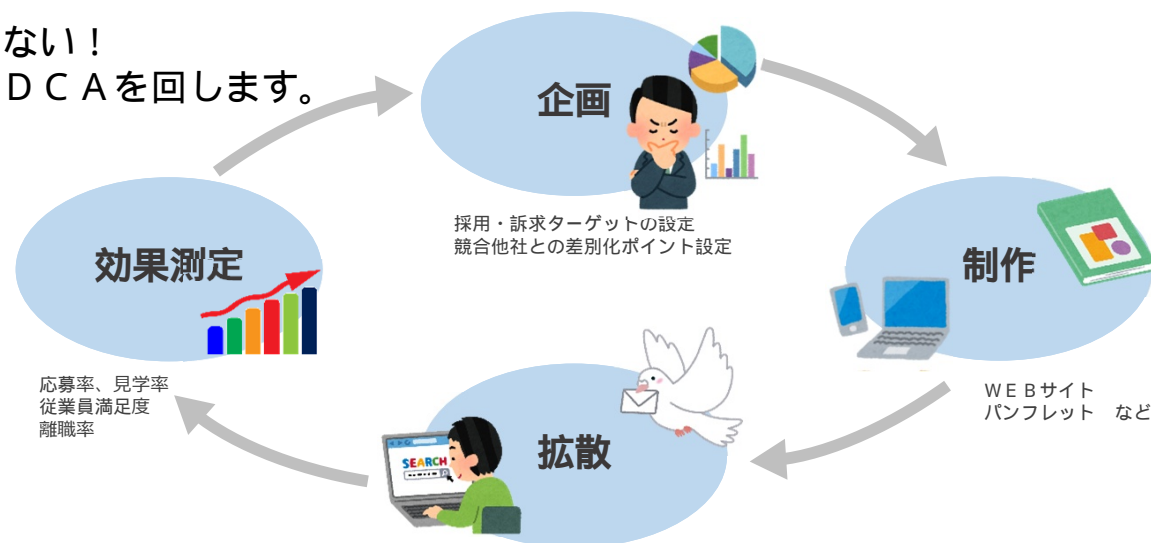 ない！
ＤＣＡを回します。
企画
採用・訴求ターゲットの設定
競合他社との差別化ポイント設定
効果測定
制作
応募率、見学率
従業員満足度
離職率
ＷＥＢサイト
パンフレット　など
SEARCH
拡散